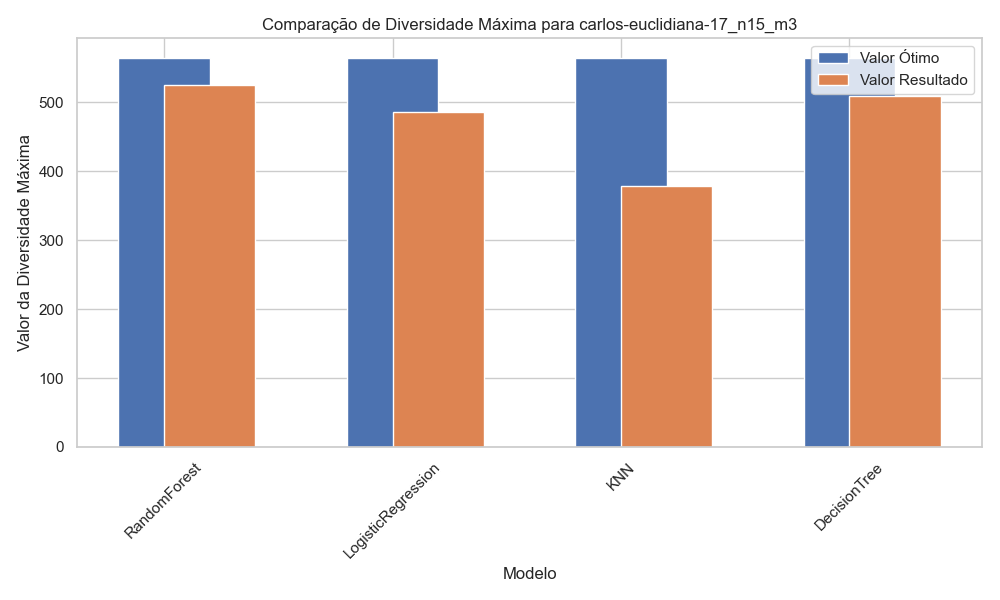 Comparação de Diversidade Máxima para carlos-euclidiana-17_n15_m3
Valor Ótimo
Valor Resultado
Valor da Diversidade Máxima
500
400
300
200
100
0
RandomForest
LogisticRegression
KNN
DecisionTree
Modelo